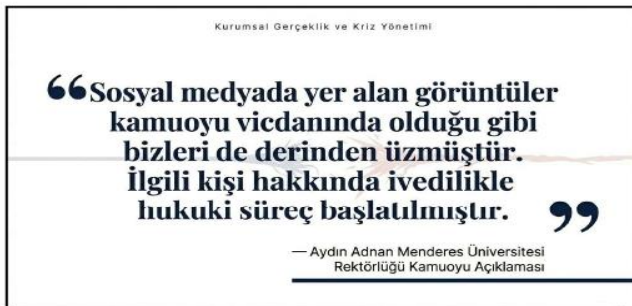 Kurumsal Gerçeklik ve Kriz Yönetimi
“Sosyal medyada yer alan görüntüler
kamuoyu vicdanında olduğu gibi
bizleri de derinden üzmüştür.
İlgili kişi hakkında ivedilikle
hukuki süreç başlatılmıştır.”
— Aydın Adnan Menderes Üniversitesi
Rektörlüğü Kamuoyu Açıklaması